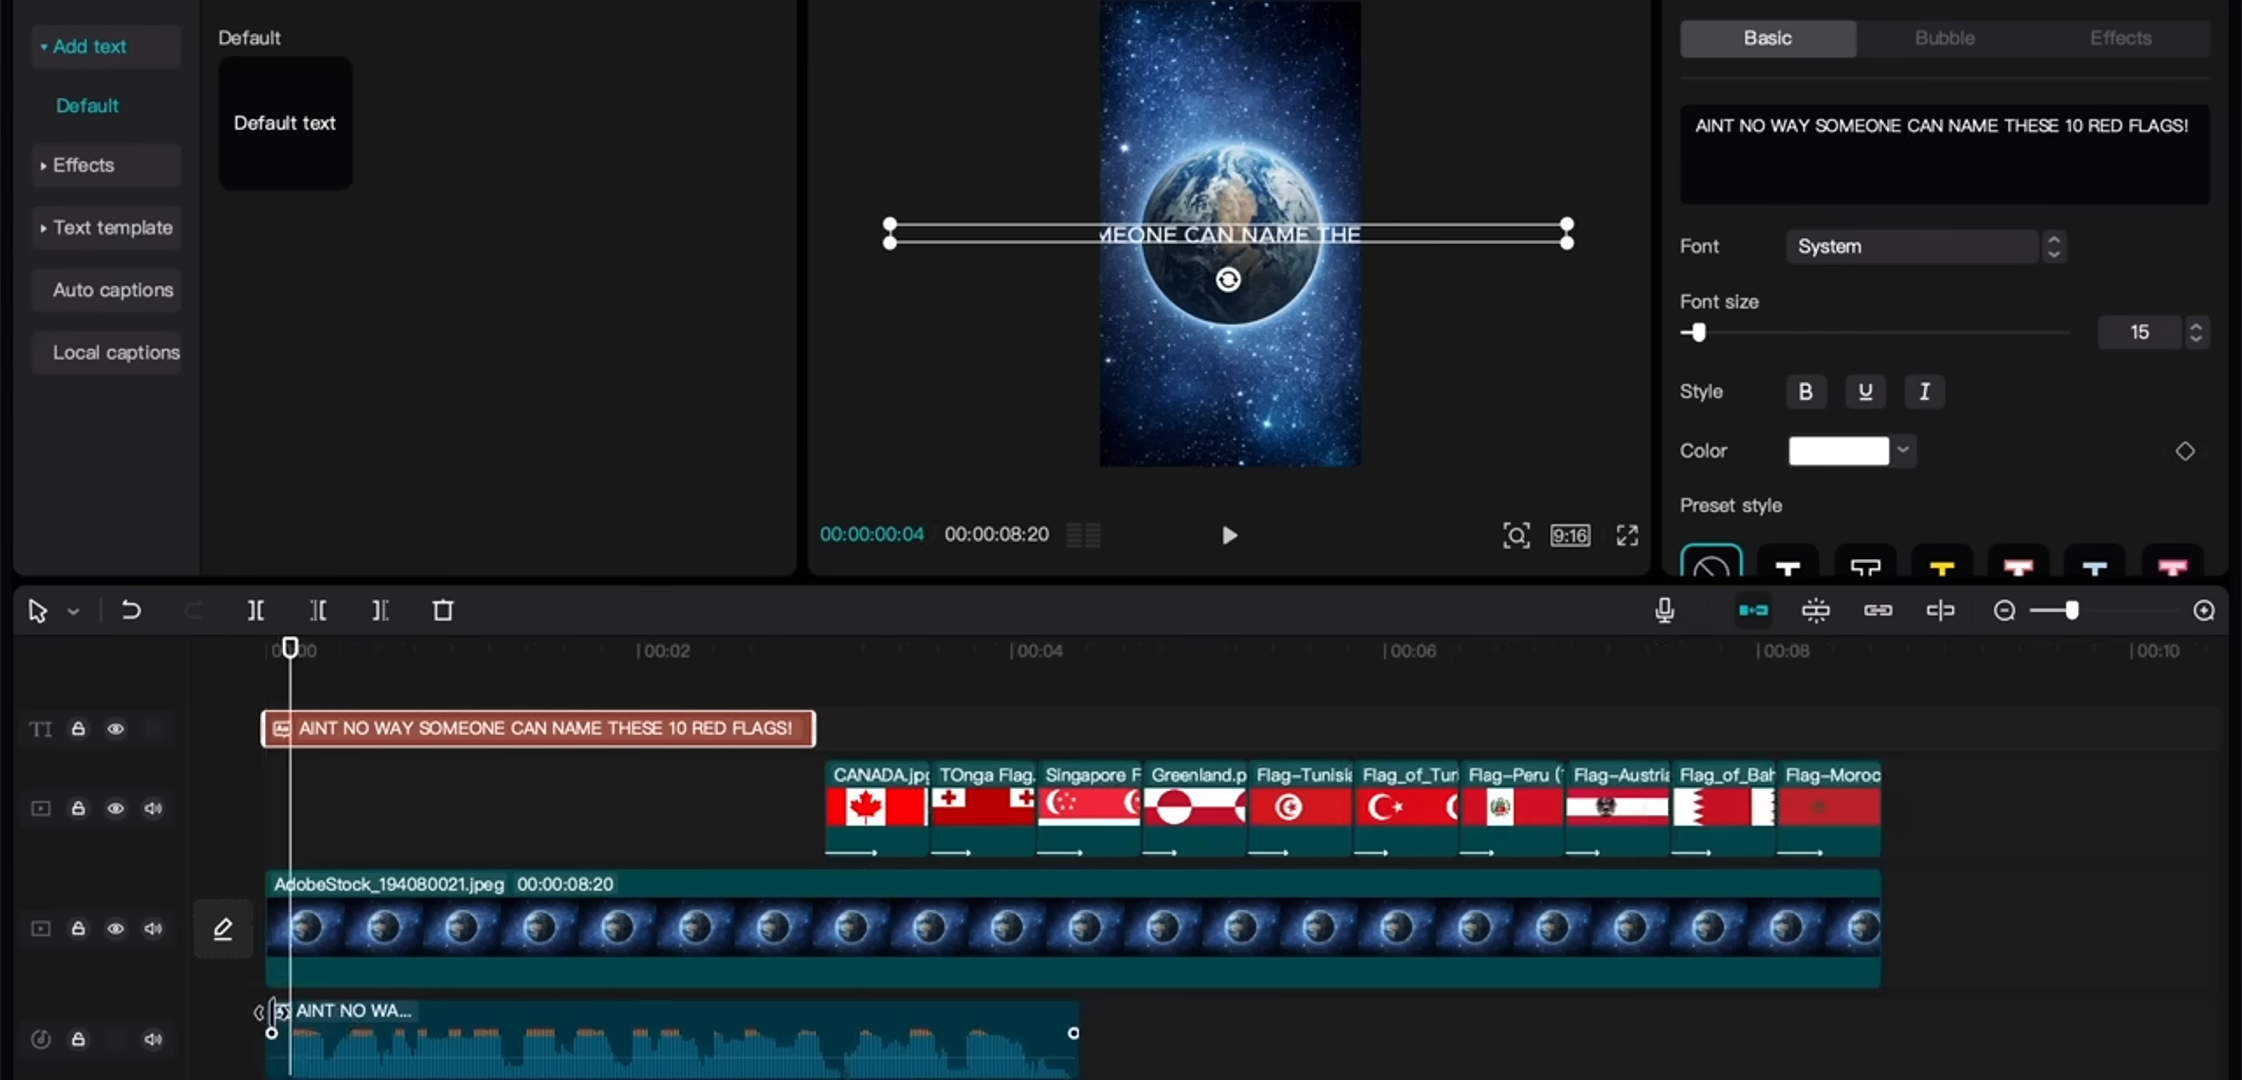 Add text
Default
Effects
Text template
Auto captions
Local captions
Default
Default text
MEONE CAN NAME THE
00:00:00:04 00:00:08:20
9:16
Basic Bubble Effects
AINT NO WAY SOMEONE CAN NAME THESE 10 RED FLAGS!
Font System
Font size
15
Style B U I
Color
Preset style
T T T T T T
00:00 00:02 00:04 00:06 00:08 00:10
TI
AINT NO WAY SOMEONE CAN NAME THESE 10 RED FLAGS!
CANADA.jpg TOnga Flag. Singapore F Greenland.p Flag-Tunisia Flag_of_Tur Flag-Peru ( Flag-Austria Flag_of_Bah Flag-Moroc
AdobeStock_194080021.jpeg 00:00:08:20
AINT NO WA...